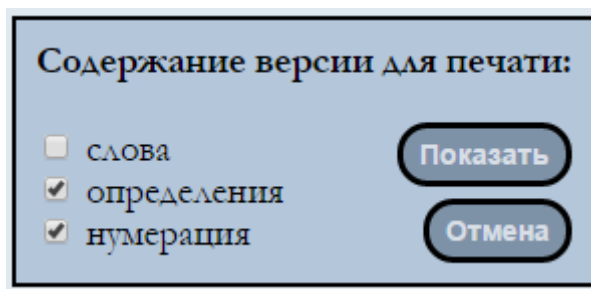 Содержание версии для печати:
слова
Показать
определения
нумерация
Отмена